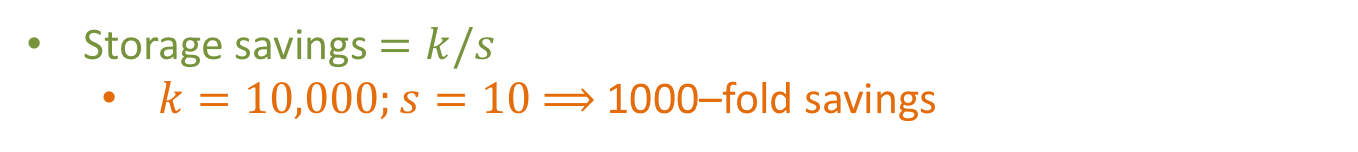 • Storage savings = k/s
• k = 10,000; s = 10 ⟹ 1000–fold savings